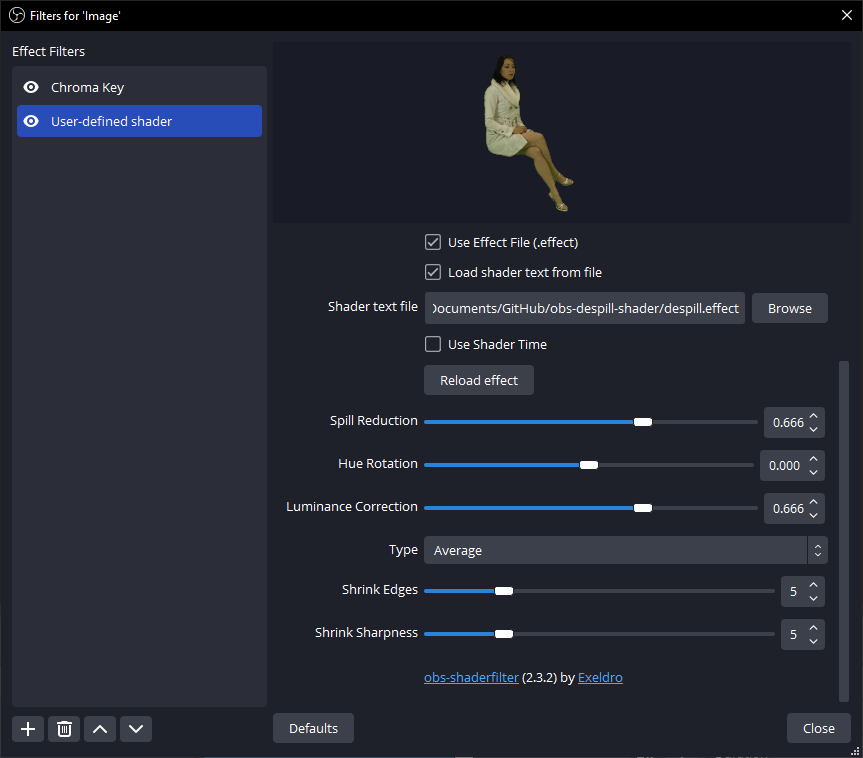 Filters for 'Image'
Effect Filters
Chroma Key
User-defined shader
Use Effect File (.effect)
Load shader text from file
Shader text file
Documents/GitHub/obs-despill-shader/despill.effect
Browse
Use Shader Time
Reload effect
Spill Reduction
0.666
Hue Rotation
0.000
Luminance Correction
0.666
Type
Average
Shrink Edges
5
Shrink Sharpness
5
obs-shaderfilter (2.3.2) by Exeldro
Defaults
Close